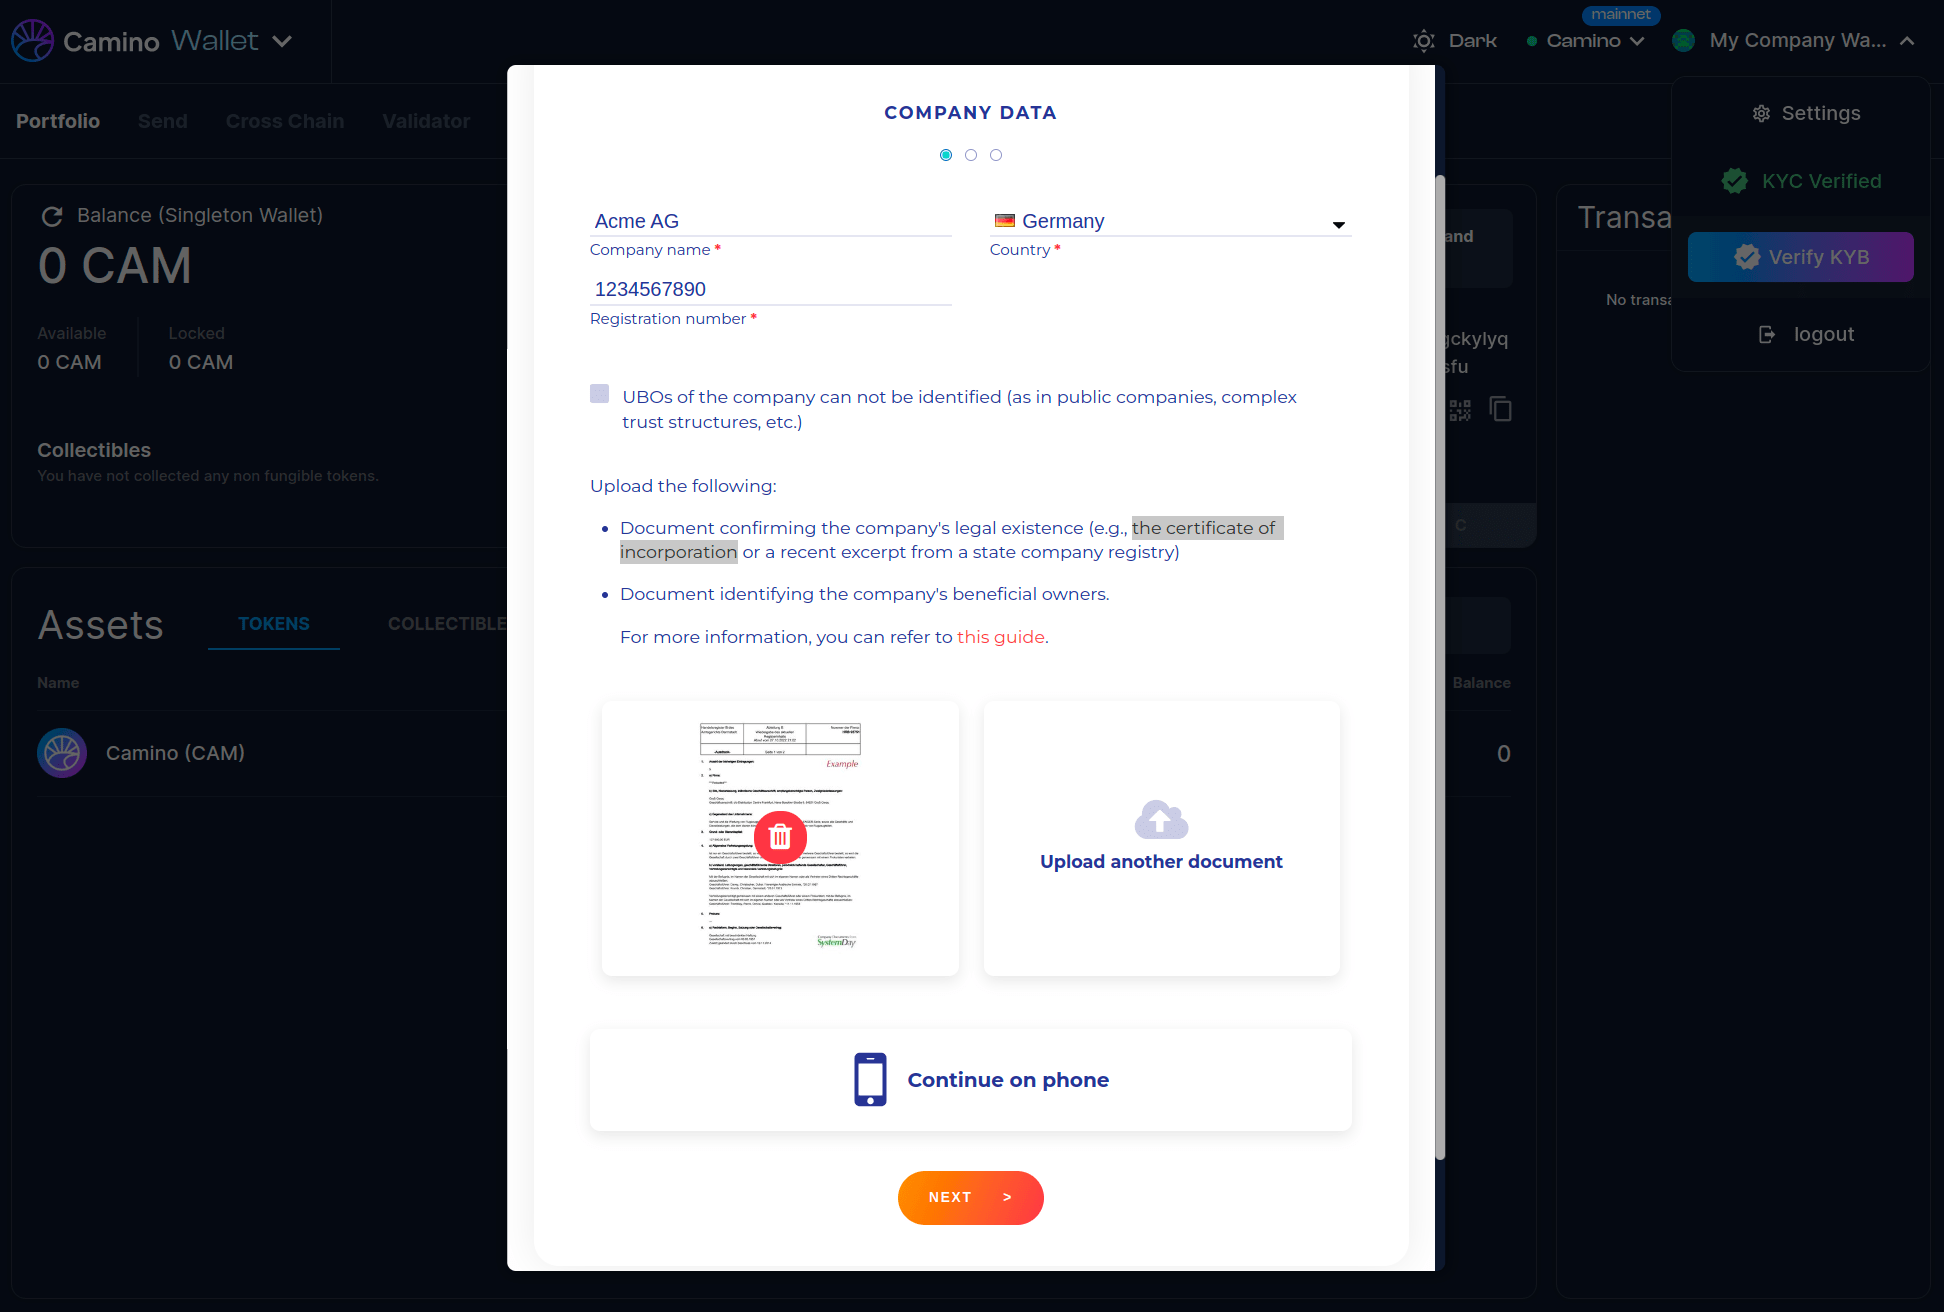 Camino Wallet
Dark
Camino
mainnet
My Company Wa...
Portfolio
Send
Cross Chain
Validator
Settings
KYC Verified
Verify KYB
logout
Balance (Singleton Wallet)
0 CAM
Available
Locked
0 CAM
0 CAM
Collectibles
You have not collected any non fungible tokens.
Assets
TOKENS
COLLECTIBLE
Name
Camino (CAM)
COMPANY DATA
Acme AG
Company name *
Germany
Country *
1234567890
Registration number *
UBOs of the company can not be identified (as in public companies, complex
trust structures, etc.)
Upload the following:
Document confirming the company's legal existence (e.g., the certificate of
incorporation or a recent excerpt from a state company registry)
Document identifying the company's beneficial owners.
For more information, you can refer to this guide.
Example
SystemDay
Upload another document
Continue on phone
NEXT >
and
gckylyq
sfu
C
Balance
0
Transa
No transa